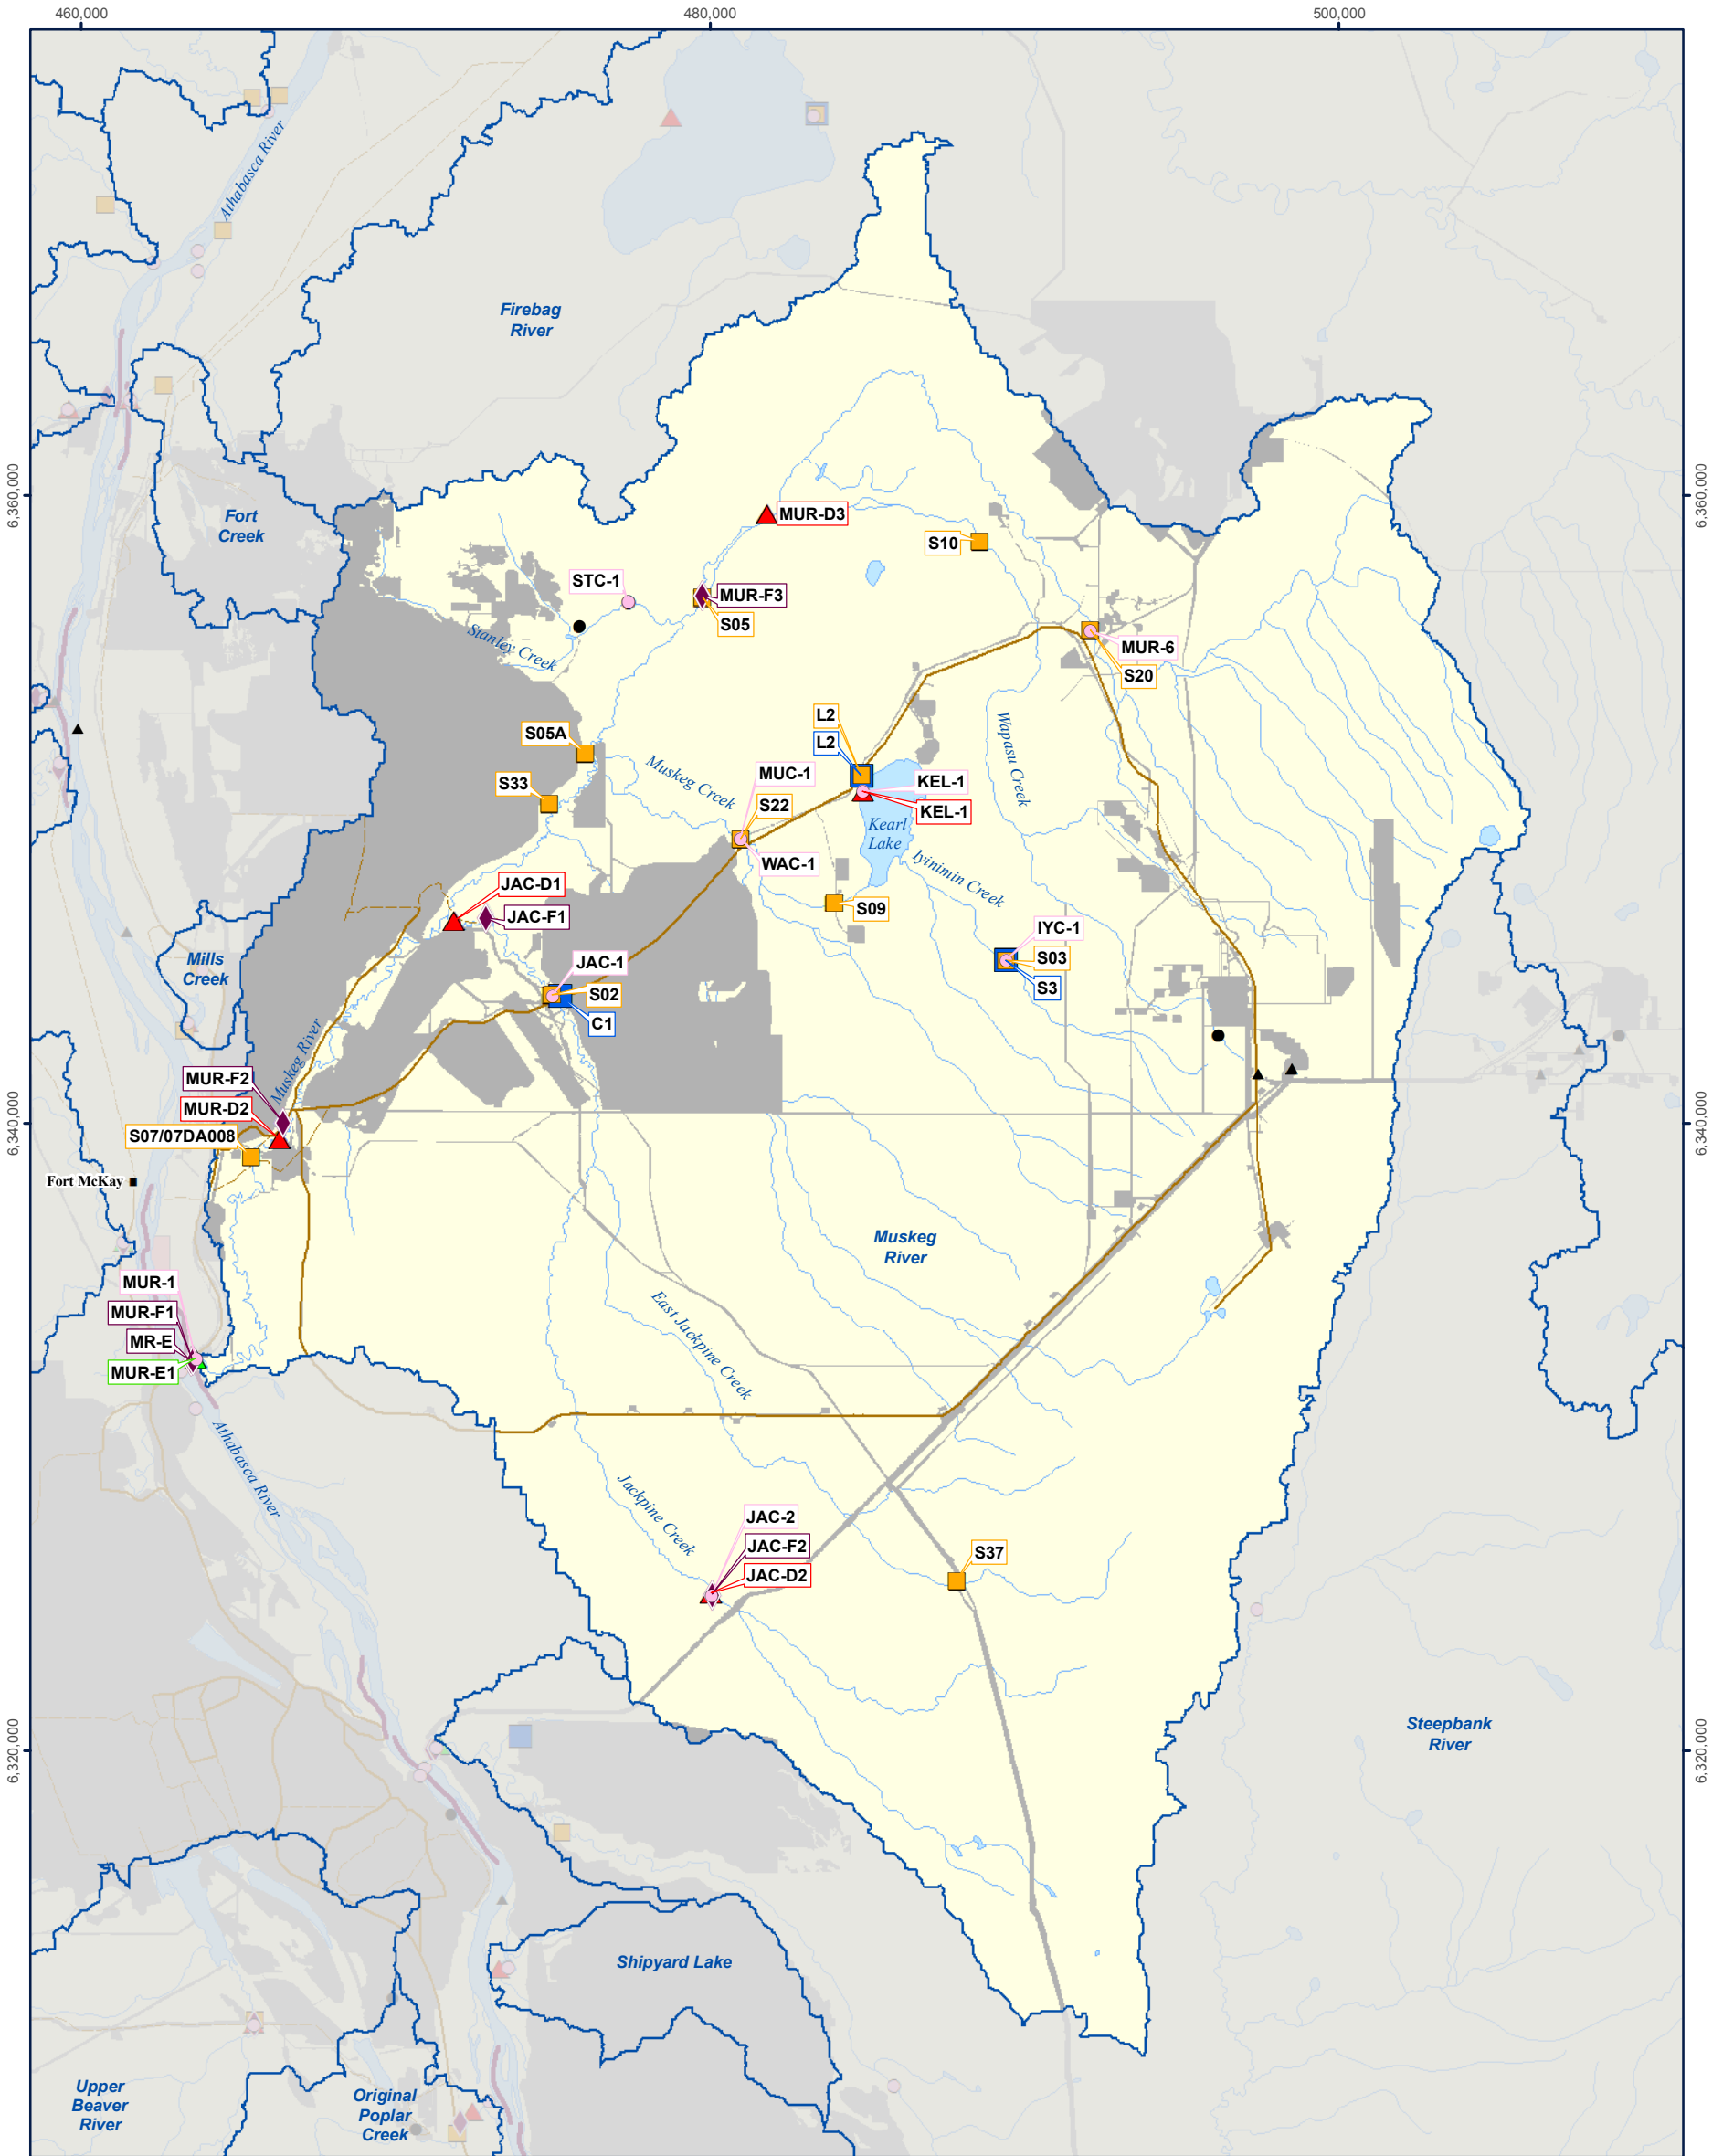 460,000
480,000
500,000
Athabasca River
Firebag
River
6,360,000
6,360,000
Fort
Creek
MUR-D3
S10
STC-1
MUR-F3
S05
Stanley Creek
MUR-6
S20
L2
L2
S05A
Wapasu Creek
Muskeg Creek
MUC-1
KEL-1
S33
S22
KEL-1
Kearl
Lake
WAC-1
Iyinimin Creek
JAC-D1
JAC-F1
S09
IYC-1
Mills
Creek
JAC-1
S03
S02
S3
C1
Muskeg River
MUR-F2
MUR-D2
S07/07DA008
6,340,000
6,340,000
Fort McKay
Muskeg
River
MUR-1
MUR-F1
MR-E
MUR-E1
East Jackpine Creek
Athabasca River
Jackpine Creek
JAC-2
JAC-F2
JAC-D2
S37
Steepbank
River
6,320,000
6,320,000
Shipyard Lake
Upper
Beaver
River
Original
Poplar
Creek